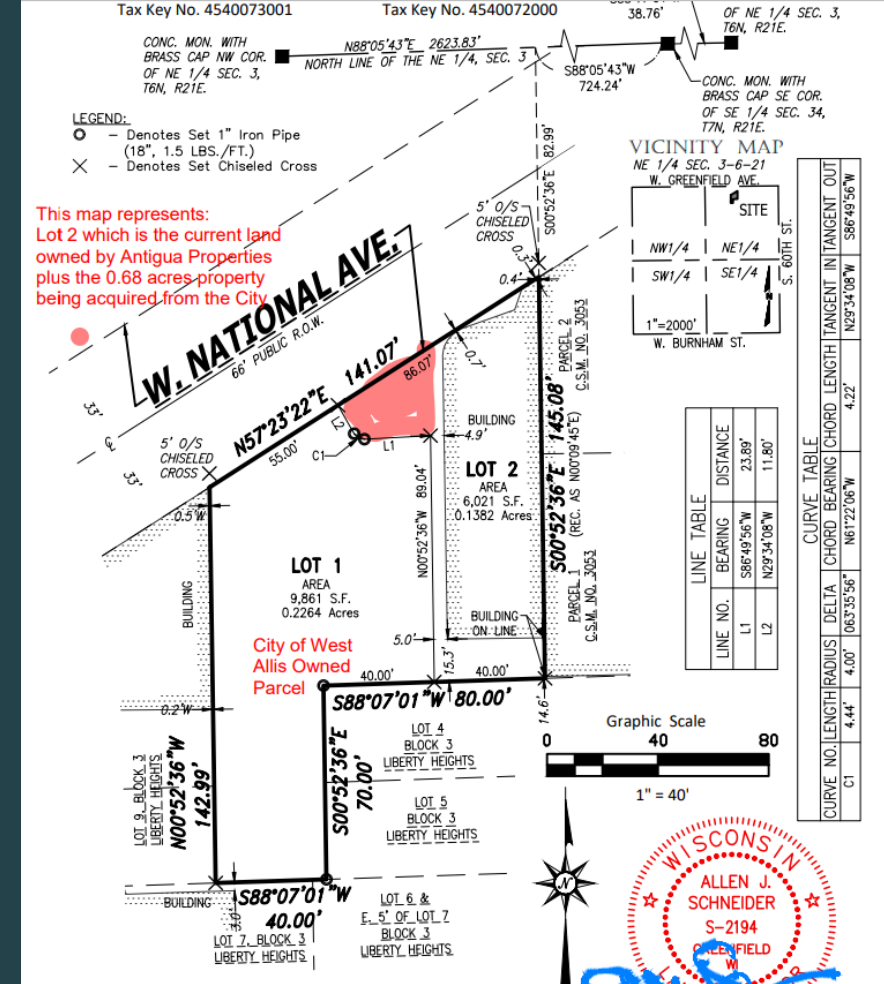 Tax Key No. 4540073001
Tax Key No. 4540072000
38.76'
OF NE 1/4 SEC. 3,
T6N, R21E.
CONC. MON. WITH
BRASS CAP NW COR.
OF NE 1/4 SEC. 3,
T6N, R21E.
N88°05'43"E 2623.83'
NORTH LINE OF THE NE 1/4, SEC. 3
S88°05'43"W
724.24'
CONC. MON. WITH
BRASS CAP SE COR.
OF SE 1/4 SEC. 34,
T7N, R21E.
LEGEND:
– Denotes Set 1" Iron Pipe
(18", 1.5 LBS./FT.)
– Denotes Set Chiseled Cross
S00°52'36"E 82.99'
VICINITY MAP
NE 1/4 SEC. 3-6-21
W. GREENFIELD AVE.
SITE
NW1/4
NE1/4
SW1/4
SE1/4
S. 60TH ST.
1"=2000'
W. BURNHAM ST.
This map represents:
Lot 2 which is the current land
owned by Antigua Properties
plus the 0.68 acres property
being acquired from the City
5' O/S
CHISELED
CROSS
0.3'
0.4'
W. NATIONAL AVE.
66' PUBLIC R.O.W.
33'
33'
N57°23'22"E 141.07'
86.07'
55.00'
0.7'
5' O/S
CHISELED
CROSS
L2
C1
L1
4.9'
BUILDING
LOT 2
AREA
6,021 S.F.
0.1382 Acres
PARCEL 2
C.S.M. NO. 3053
S00°52'36"E 145.08'
(REC. AS N00°09'45"E)
PARCEL 1
C.S.M. NO. 3053
0.5'W
N00°52'36"W 89.04'
BUILDING
LOT 1
AREA
9,861 S.F.
0.2264 Acres
BUILDING
ON LINE
City of West
Allis Owned
Parcel
5.0'
15.3'
40.00'
40.00'
S88°07'01"W 80.00'
14.6'
0.2'W
LOT 9, BLOCK 3
LIBERTY HEIGHTS
N00°52'36"W
142.99'
S00°52'36"E
70.00'
LOT 4
BLOCK 3
LIBERTY HEIGHTS
LOT 5
BLOCK 3
LIBERTY HEIGHTS
BUILDING
3.0'
S88°07'01"W
40.00'
LOT 7, BLOCK 3
LIBERTY HEIGHTS
LOT 6 &
E. 5' OF LOT 7
BLOCK 3
LIBERTY HEIGHTS
LINE TABLE
LINE NO. BEARING DISTANCE
L1 S86°49'56"W 23.89'
L2 N29°34'08"W 11.80'
CURVE TABLE
CURVE NO. LENGTH RADIUS DELTA CHORD BEARING CHORD LENGTH TANGENT IN TANGENT OUT
C1 4.44' 4.00' 063°35'56" N61°22'06"W 4.22' N29°34'08"W S86°49'56"W
Graphic Scale
0 40 80
1" = 40'
N
WISCONSIN
ALLEN J.
SCHNEIDER
S-2194
GREENFIELD
WI